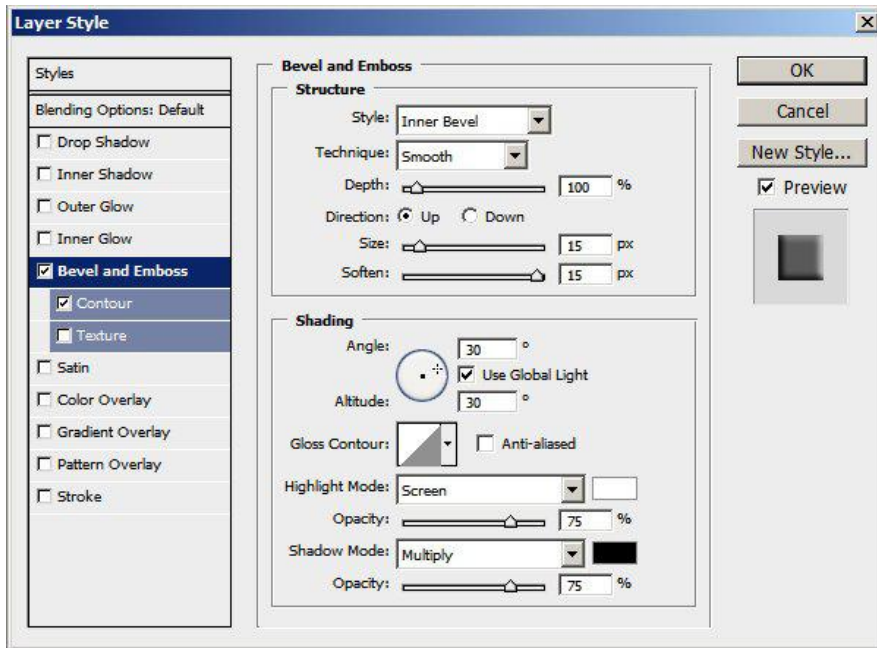 Layer Style
Styles
Blending Options: Default
Drop Shadow
Inner Shadow
Outer Glow
Inner Glow
Bevel and Emboss
Contour
Texture
Satin
Color Overlay
Gradient Overlay
Pattern Overlay
Stroke
Bevel and Emboss
Structure
Style: Inner Bevel
Technique: Smooth
Depth: 100 %
Direction: Up Down
Size: 15 px
Soften: 15 px
Shading
Angle: 30 °
Use Global Light
Altitude: 30 °
Gloss Contour: Anti-aliased
Highlight Mode: Screen
Opacity: 75 %
Shadow Mode: Multiply
Opacity: 75 %
OK
Cancel
New Style...
Preview